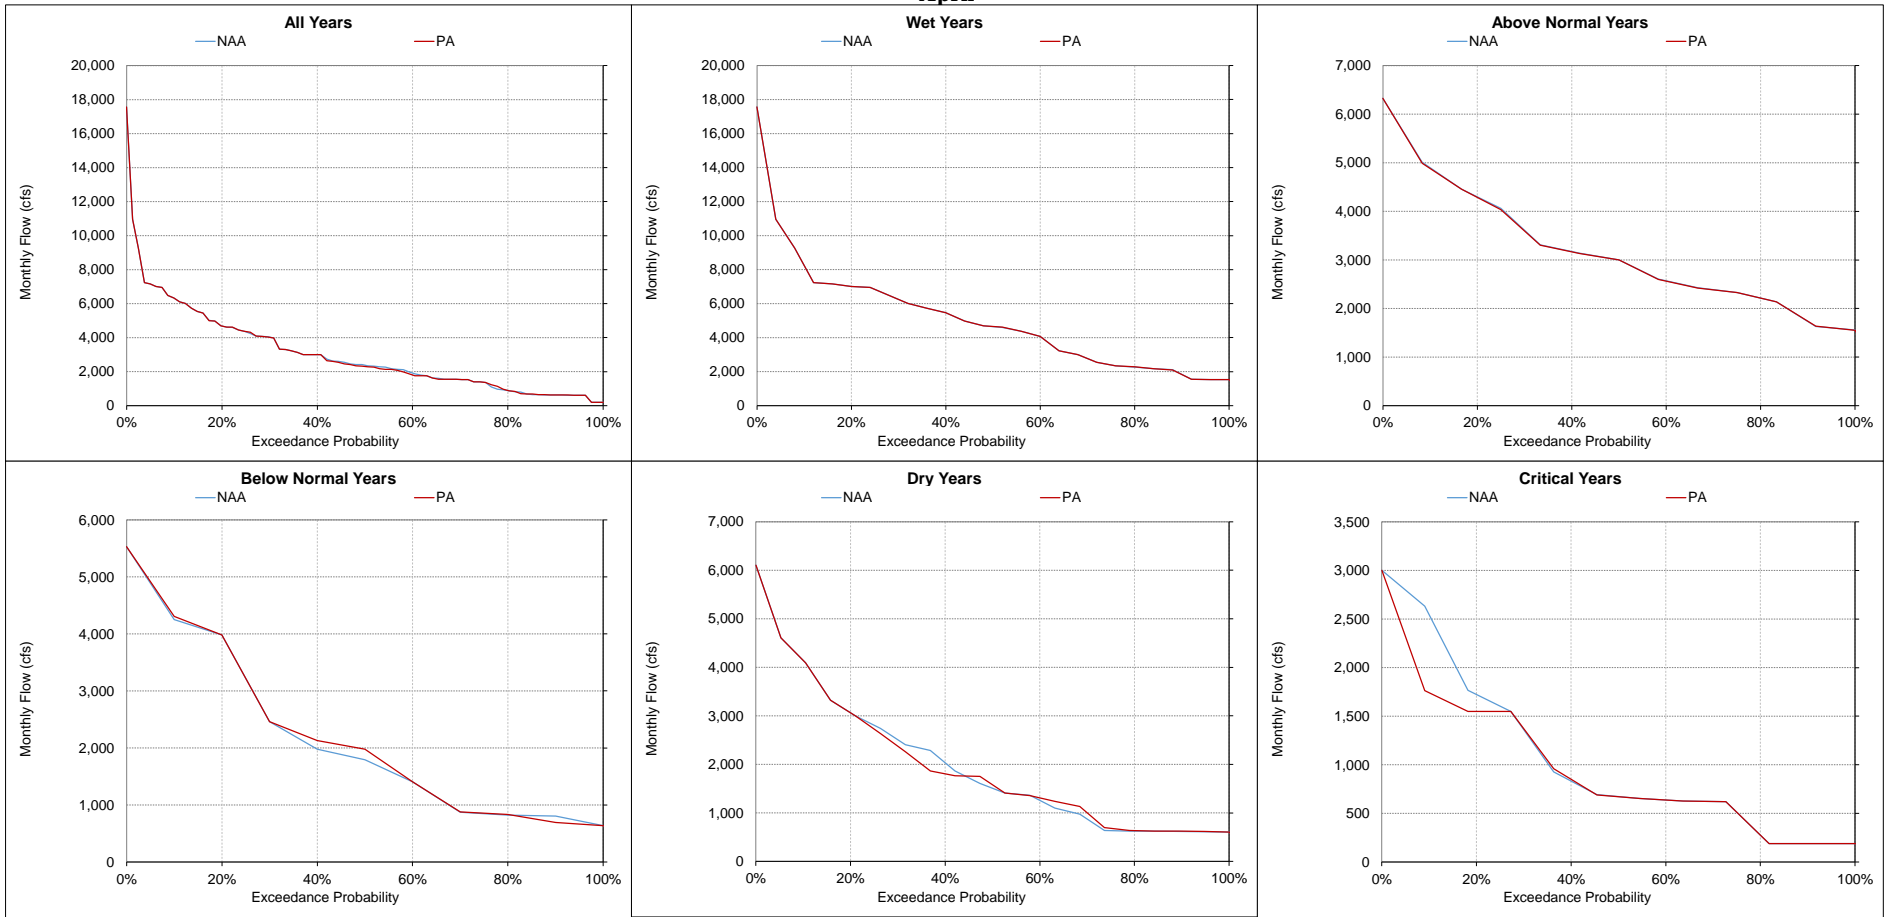 All Years
NAA PA
20,000
18,000
16,000
14,000
12,000
10,000
8,000
6,000
4,000
2,000
0
0% 20% 40% 60% 80% 100%
Monthly Flow (cfs)
Exceedance Probability
Wet Years
NAA PA
20,000
18,000
16,000
14,000
12,000
10,000
8,000
6,000
4,000
2,000
0
0% 20% 40% 60% 80% 100%
Monthly Flow (cfs)
Exceedance Probability
Above Normal Years
NAA PA
7,000
6,000
5,000
4,000
3,000
2,000
1,000
0
0% 20% 40% 60% 80% 100%
Monthly Flow (cfs)
Exceedance Probability
Below Normal Years
NAA PA
6,000
5,000
4,000
3,000
2,000
1,000
0
0% 20% 40% 60% 80% 100%
Monthly Flow (cfs)
Exceedance Probability
Dry Years
NAA PA
7,000
6,000
5,000
4,000
3,000
2,000
1,000
0
0% 20% 40% 60% 80% 100%
Monthly Flow (cfs)
Exceedance Probability
Critical Years
NAA PA
3,500
3,000
2,500
2,000
1,500
1,000
500
0
0% 20% 40% 60% 80% 100%
Monthly Flow (cfs)
Exceedance Probability